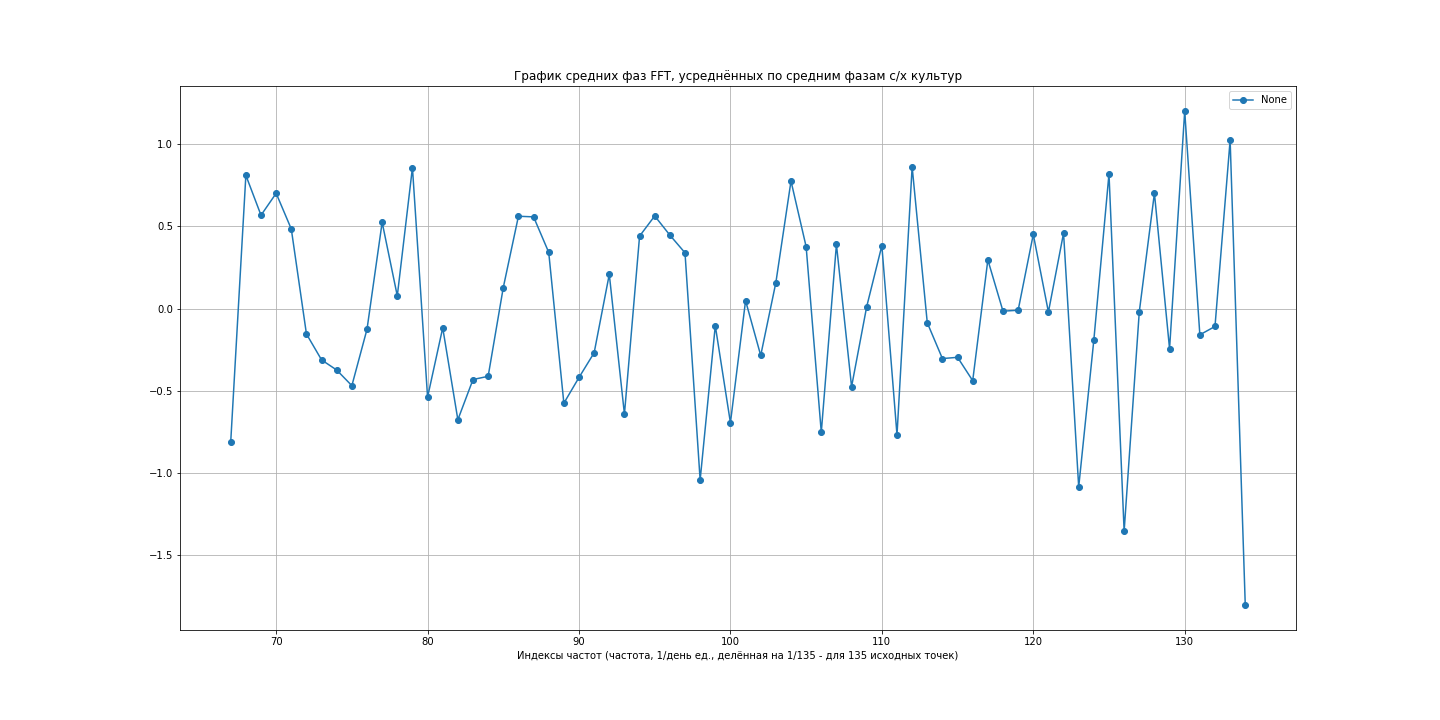 График средних фаз FFT, усреднённых по средним фазам с/х культур
None
1.0
0.5
0.0
−0.5
−1.0
−1.5
70 80 90 100 110 120 130
Индексы частот (частота, 1/день ед., делённая на 1/135 - для 135 исходных точек)